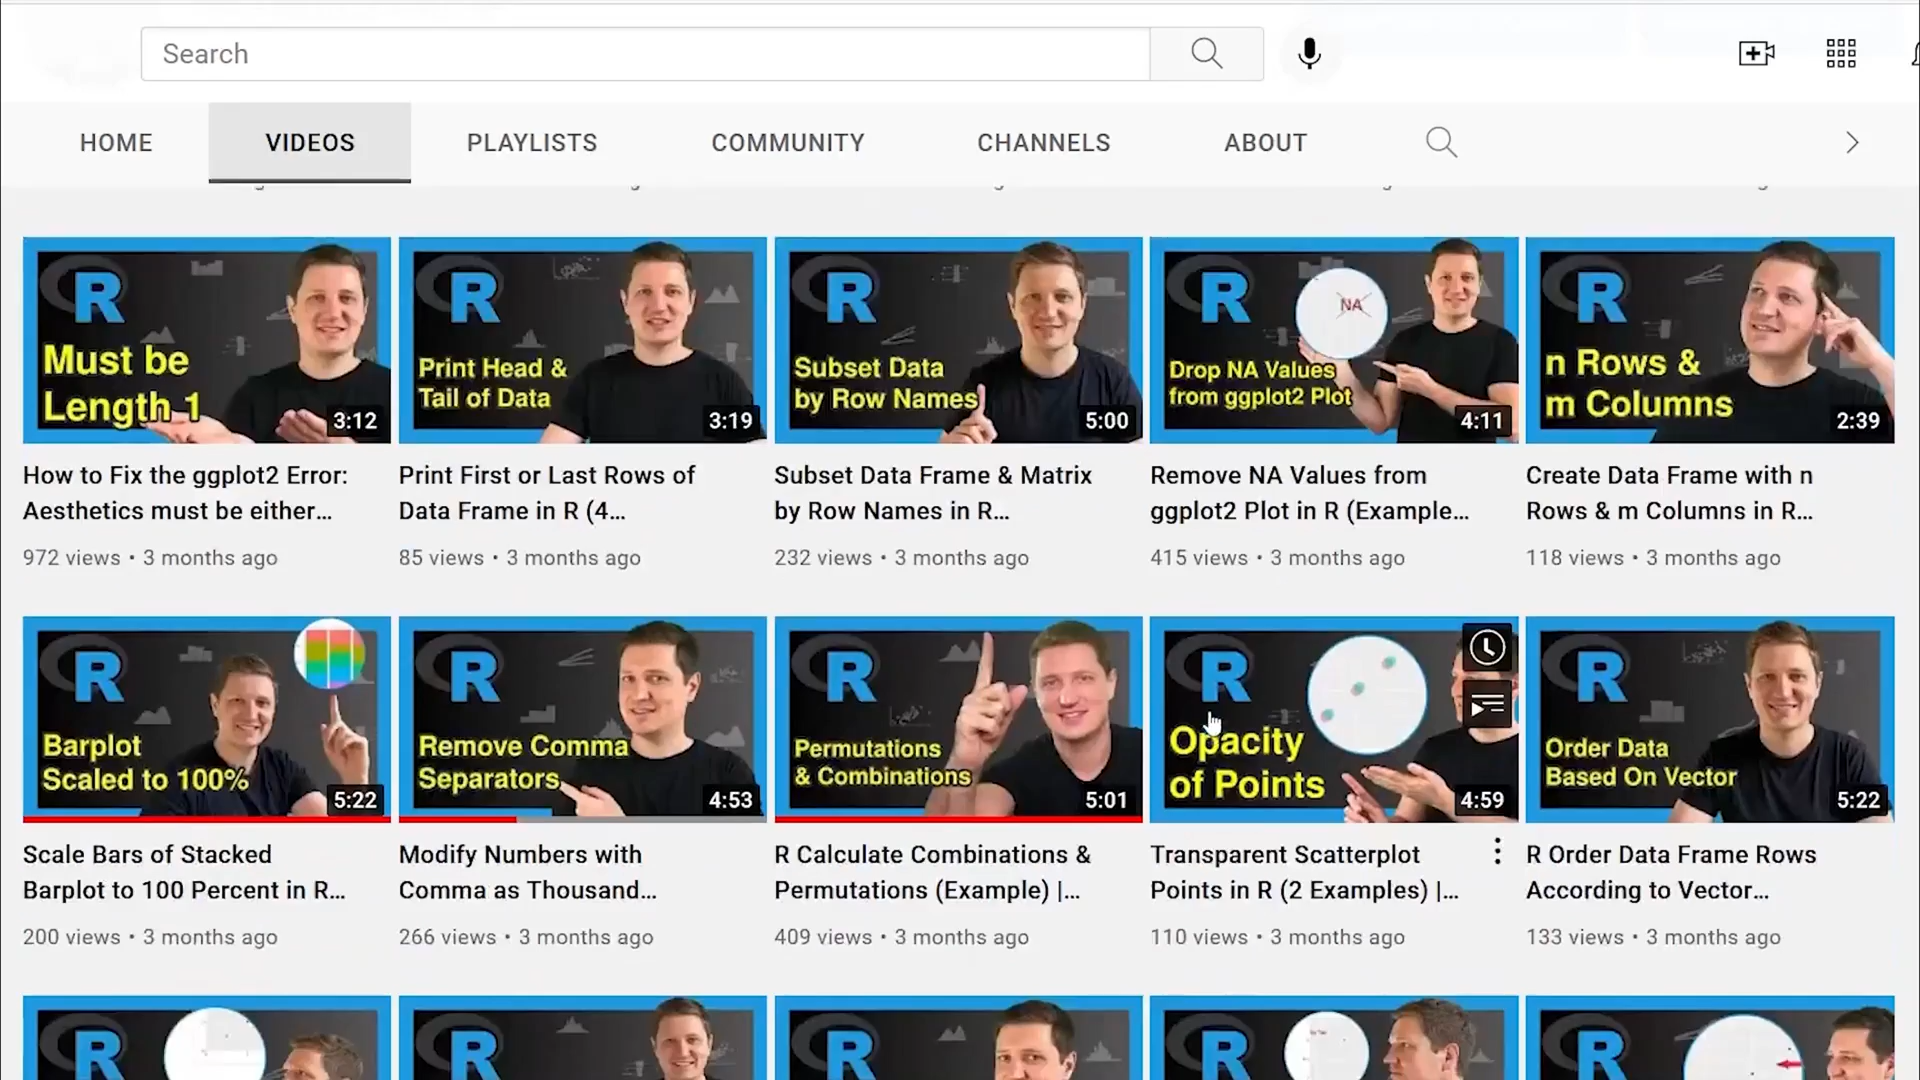 Search
HOME
VIDEOS
PLAYLISTS
COMMUNITY
CHANNELS
ABOUT
R
Must be
Length 1
3:12
R
Print Head &
Tail of Data
3:19
R
Subset Data
by Row Names
5:00
R
NA
Drop NA Values
from ggplot2 Plot
4:11
R
n Rows &
m Columns
2:39
How to Fix the ggplot2 Error:
Aesthetics must be either...
972 views • 3 months ago
Print First or Last Rows of
Data Frame in R (4...
85 views • 3 months ago
Subset Data Frame & Matrix
by Row Names in R...
232 views • 3 months ago
Remove NA Values from
ggplot2 Plot in R (Example...
415 views • 3 months ago
Create Data Frame with n
Rows & m Columns in R...
118 views • 3 months ago
R
Barplot
Scaled to 100%
5:22
R
Remove Comma
Separators
4:53
R
Permutations
& Combinations
5:01
R
Opacity
of Points
4:59
R
Order Data
Based On Vector
5:22
Scale Bars of Stacked
Barplot to 100 Percent in R...
200 views • 3 months ago
Modify Numbers with
Comma as Thousand...
266 views • 3 months ago
R Calculate Combinations &
Permutations (Example) |...
409 views • 3 months ago
Transparent Scatterplot
Points in R (2 Examples) |...
110 views • 3 months ago
R Order Data Frame Rows
According to Vector...
133 views • 3 months ago
R
R
R
R
R